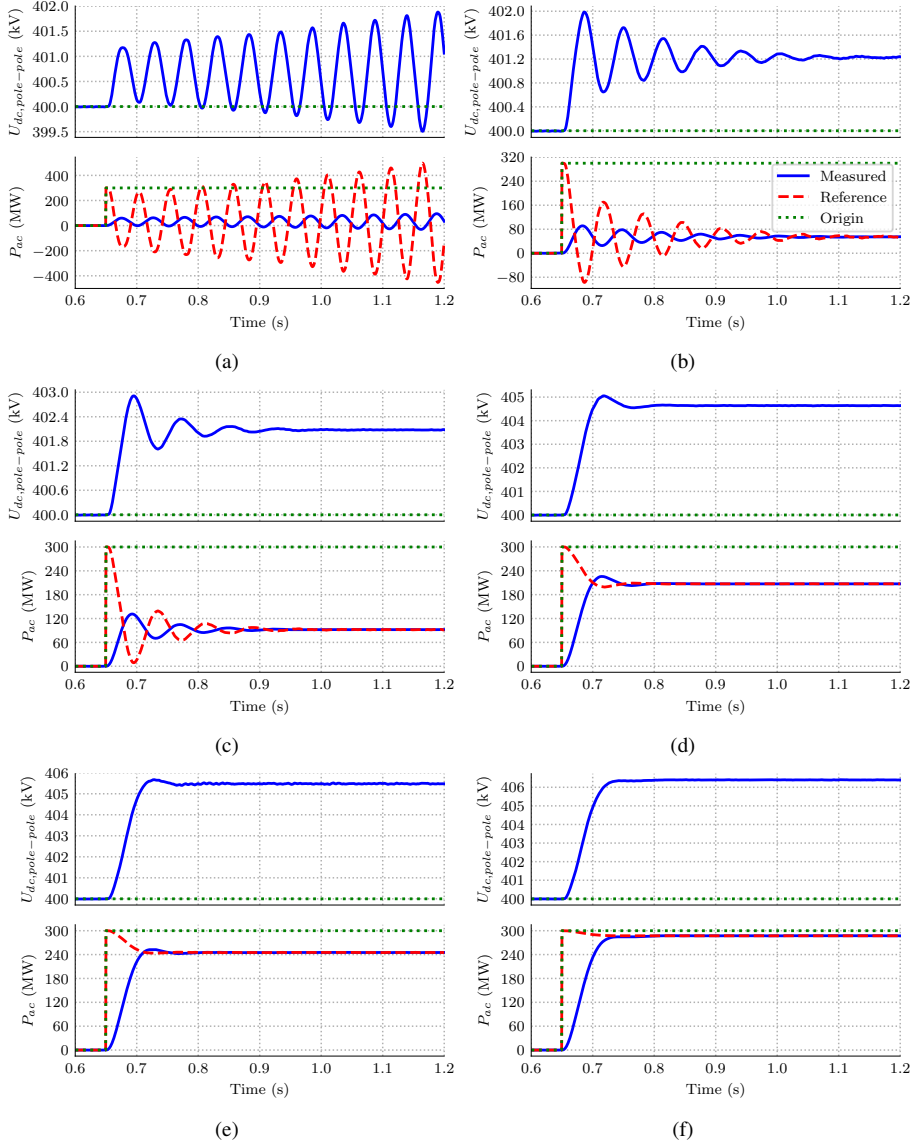 U_{dc,pole−pole} (kV)
402.0
401.5
401.0
400.5
400.0
399.5
P_{ac} (MW)
400
200
0
−200
−400
0.6 0.7 0.8 0.9 1.0 1.1 1.2
Time (s)
(a)
U_{dc,pole−pole} (kV)
402.0
401.6
401.2
400.8
400.4
400.0
P_{ac} (MW)
320
240
160
80
0
−80
Measured
Reference
Origin
0.6 0.7 0.8 0.9 1.0 1.1 1.2
Time (s)
(b)
U_{dc,pole−pole} (kV)
403.0
402.4
401.8
401.2
400.6
400.0
P_{ac} (MW)
300
240
180
120
60
0
0.6 0.7 0.8 0.9 1.0 1.1 1.2
Time (s)
(c)
U_{dc,pole−pole} (kV)
405
404
403
402
401
400
P_{ac} (MW)
300
240
180
120
60
0
0.6 0.7 0.8 0.9 1.0 1.1 1.2
Time (s)
(d)
U_{dc,pole−pole} (kV)
406
405
404
403
402
401
400
P_{ac} (MW)
300
240
180
120
60
0
0.6 0.7 0.8 0.9 1.0 1.1 1.2
Time (s)
(e)
U_{dc,pole−pole} (kV)
406
405
404
403
402
401
400
P_{ac} (MW)
300
240
180
120
60
0
0.6 0.7 0.8 0.9 1.0 1.1 1.2
Time (s)
(f)